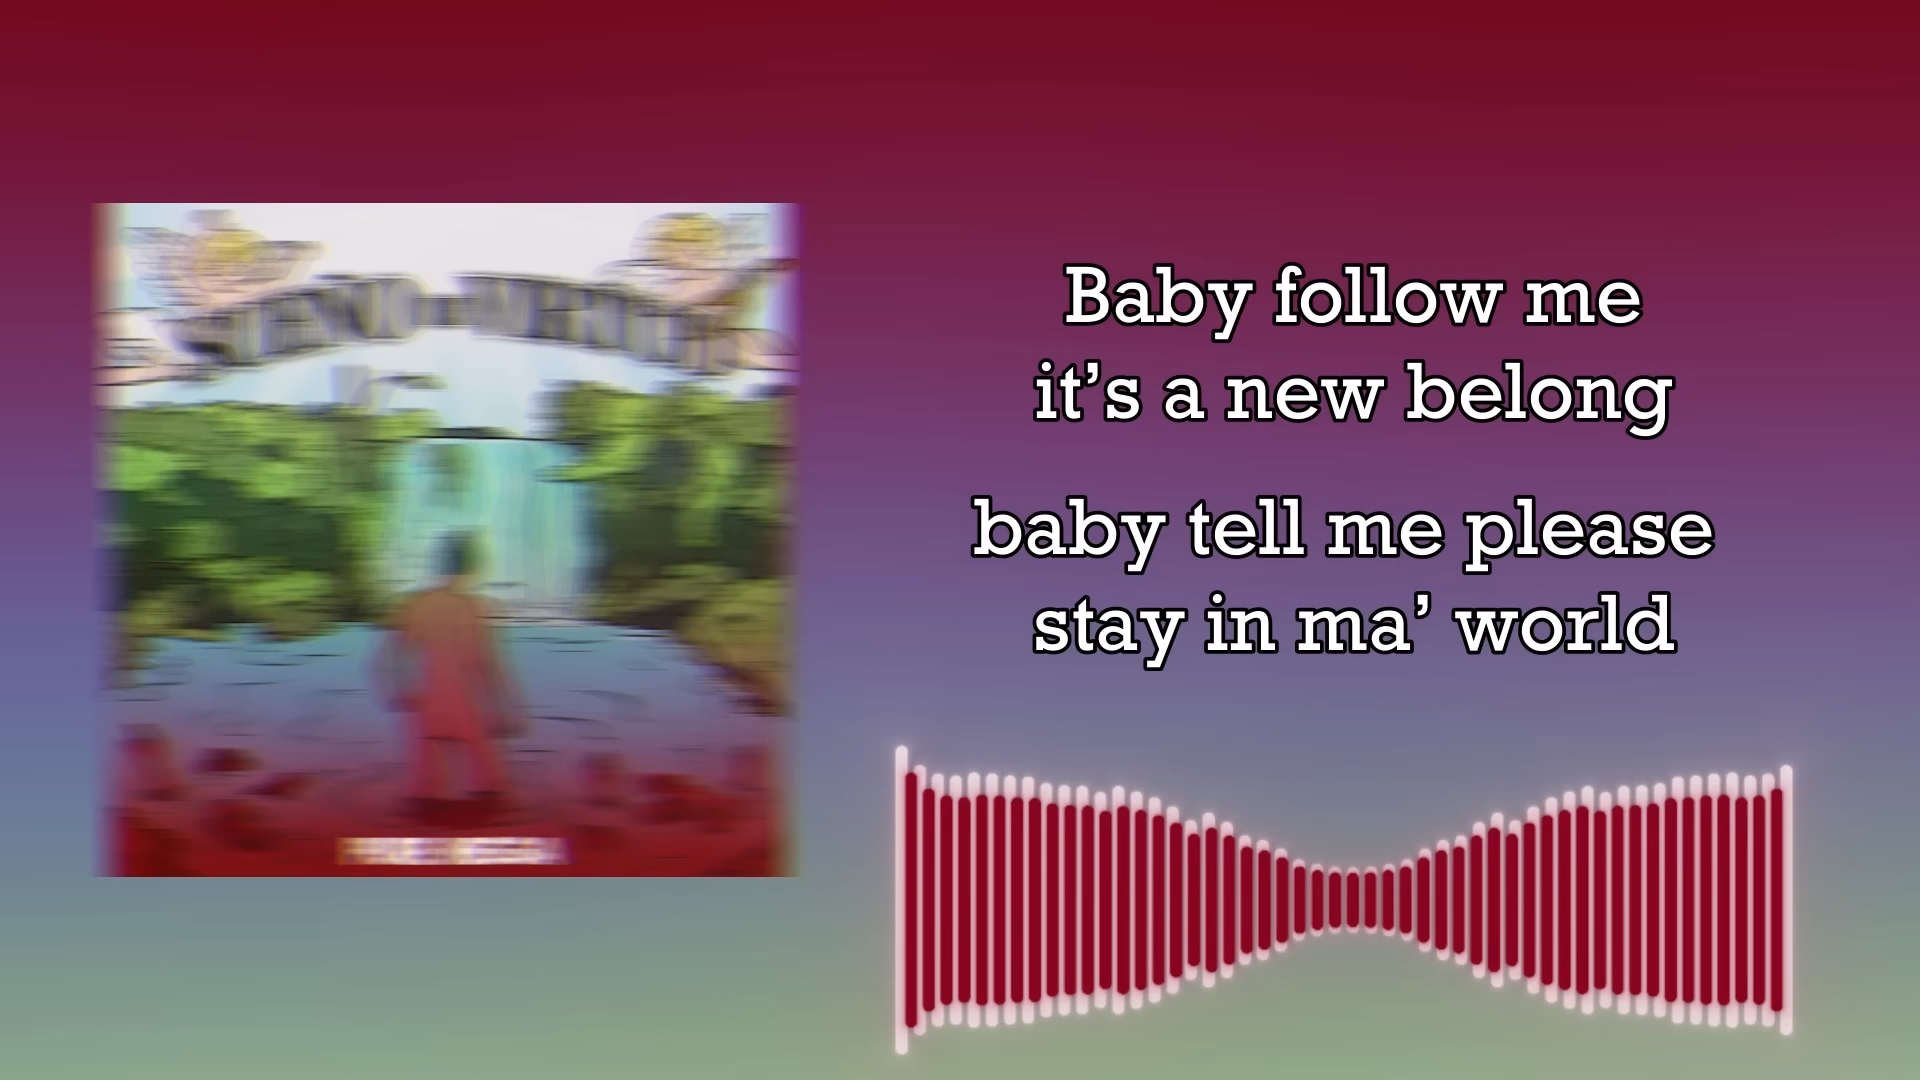 Baby follow me
it’s a new belong
baby tell me please
stay in ma’ world